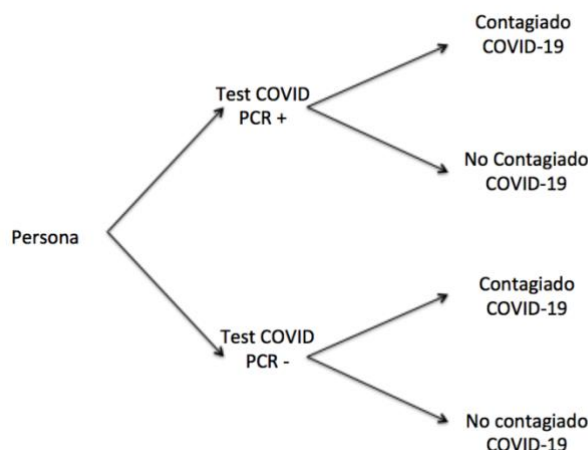 Contagiado
COVID-19
Test COVID
PCR +
No Contagiado
COVID-19
Persona
Contagiado
COVID-19
Test COVID
PCR -
No contagiado
COVID-19